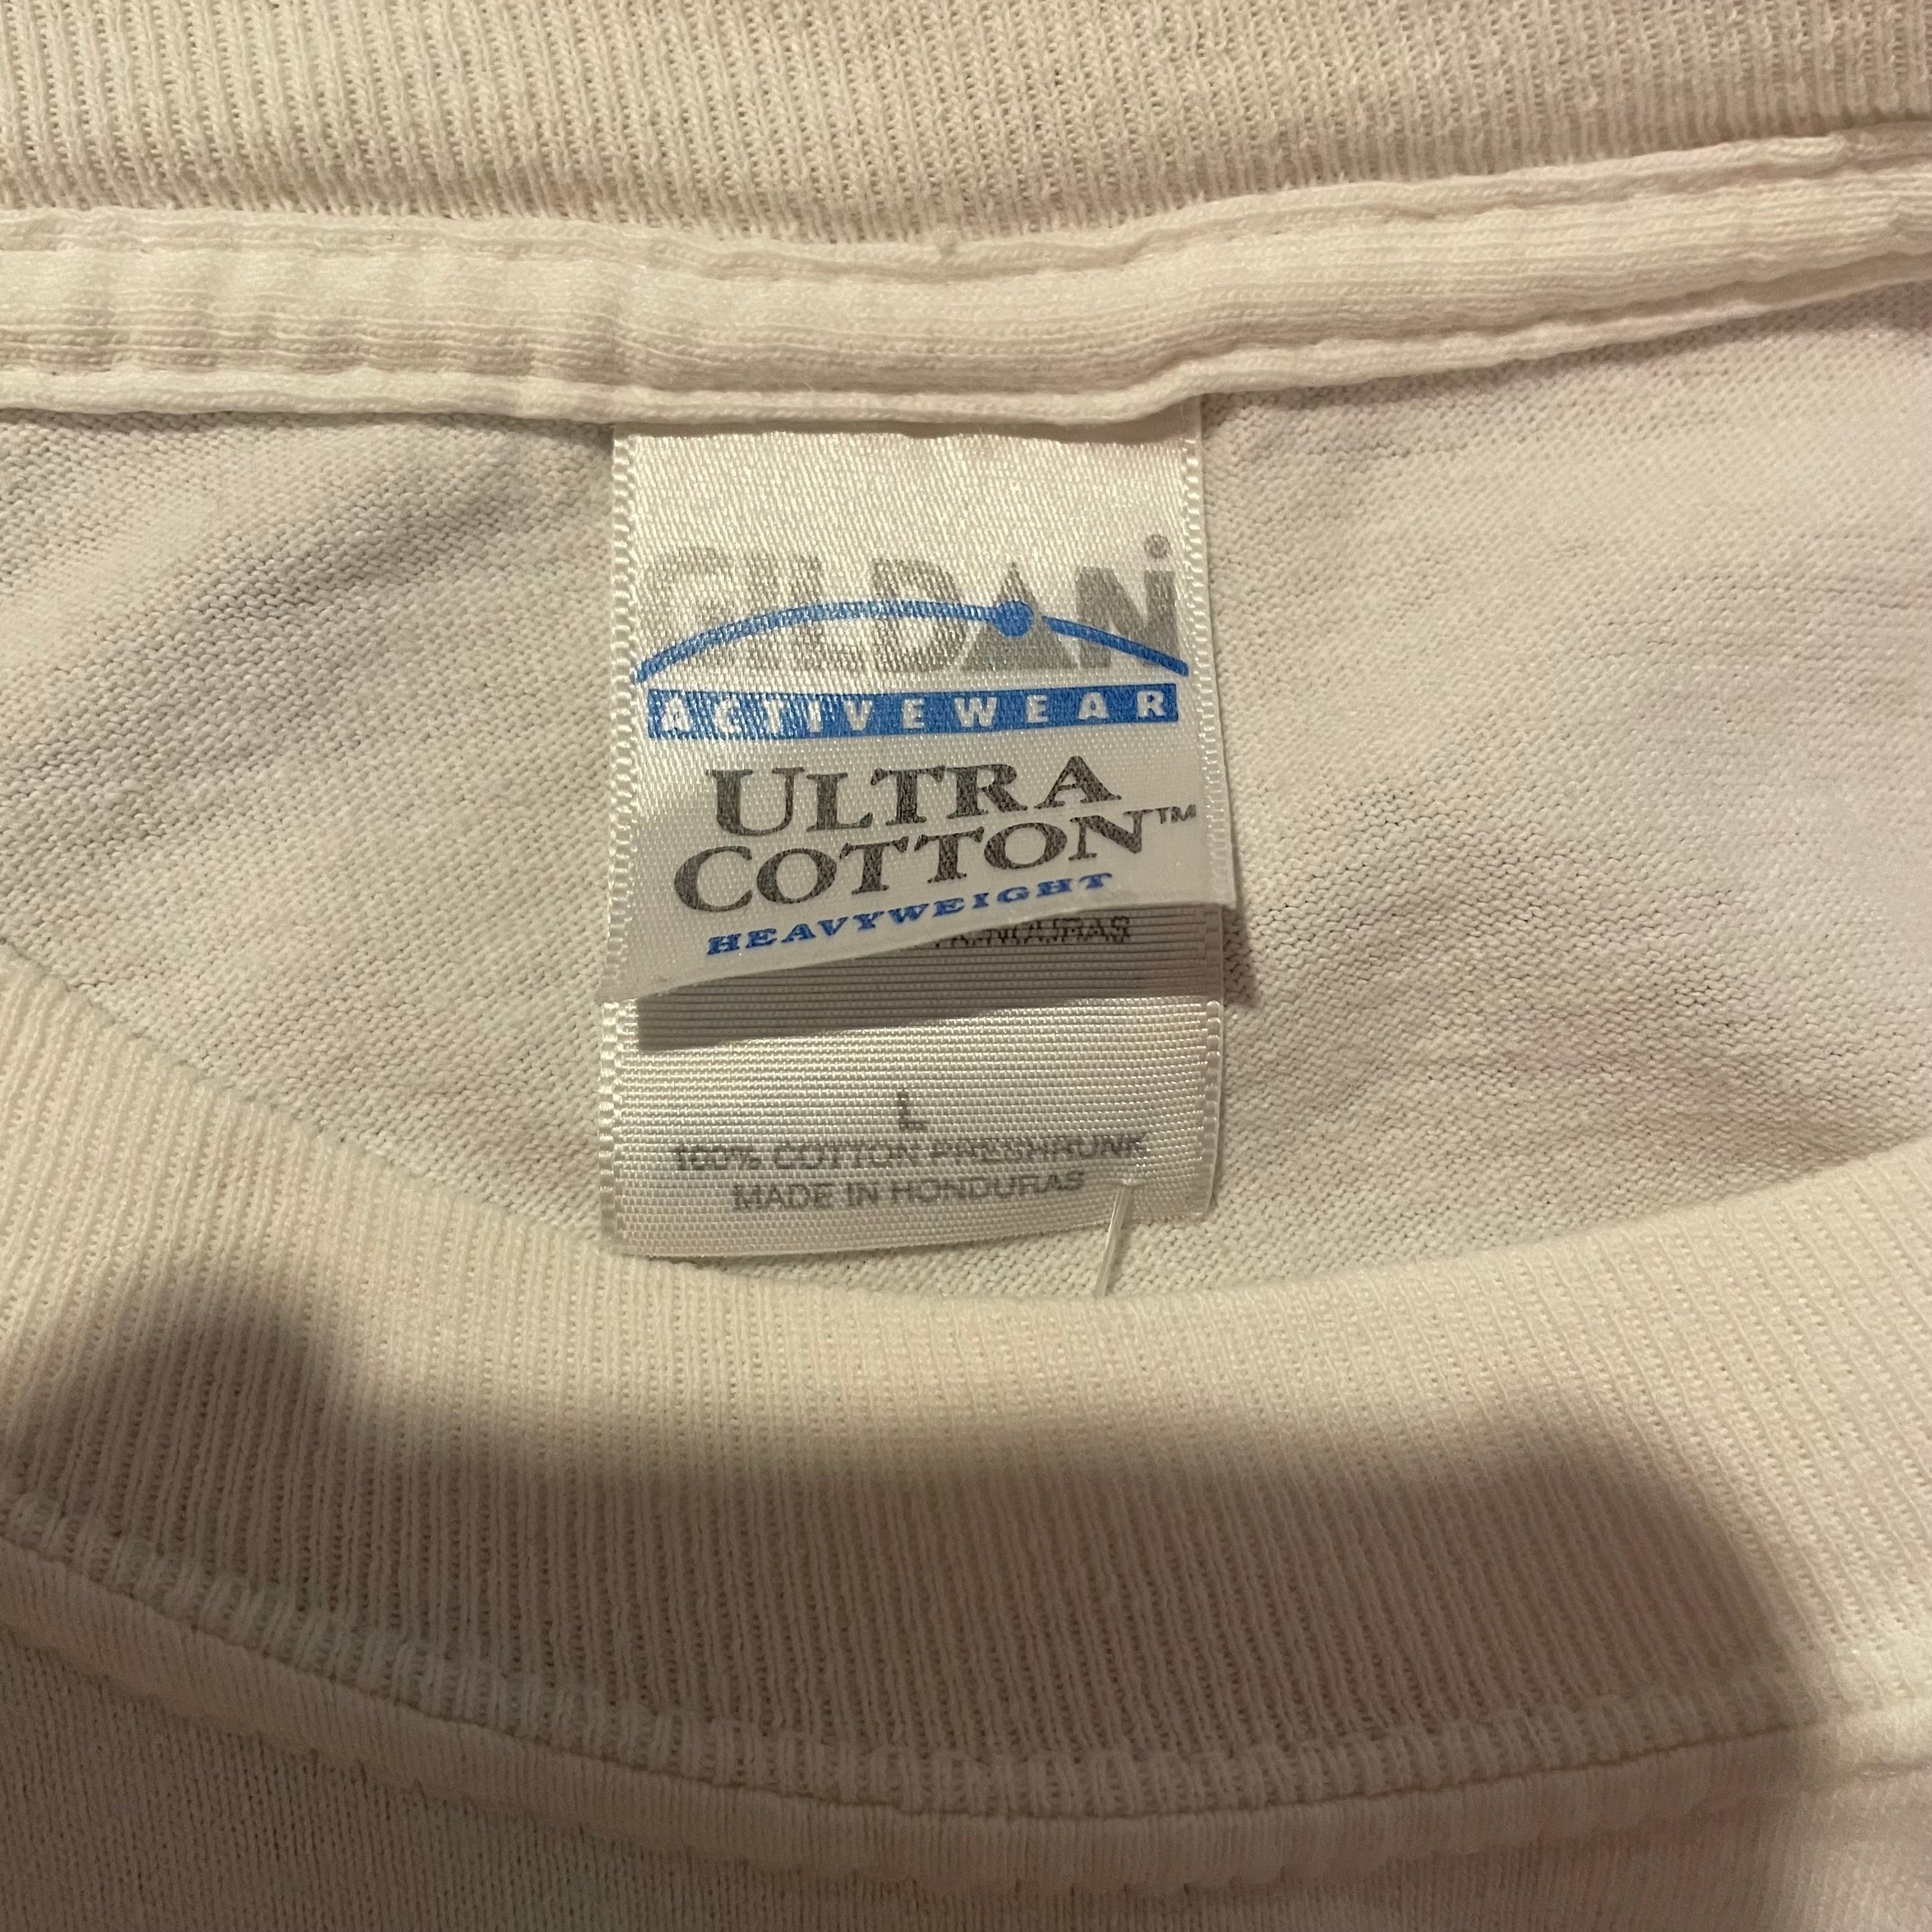 GILDAN
ACTIVEWEAR
ULTRA
COTTON™
HEAVYWEIGHT
L
100% COTTON PRESHRUNK
MADE IN HONDURAS